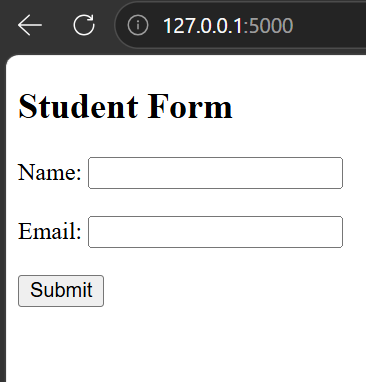 127.0.0.1:5000
Student Form
Name:
Email:
Submit